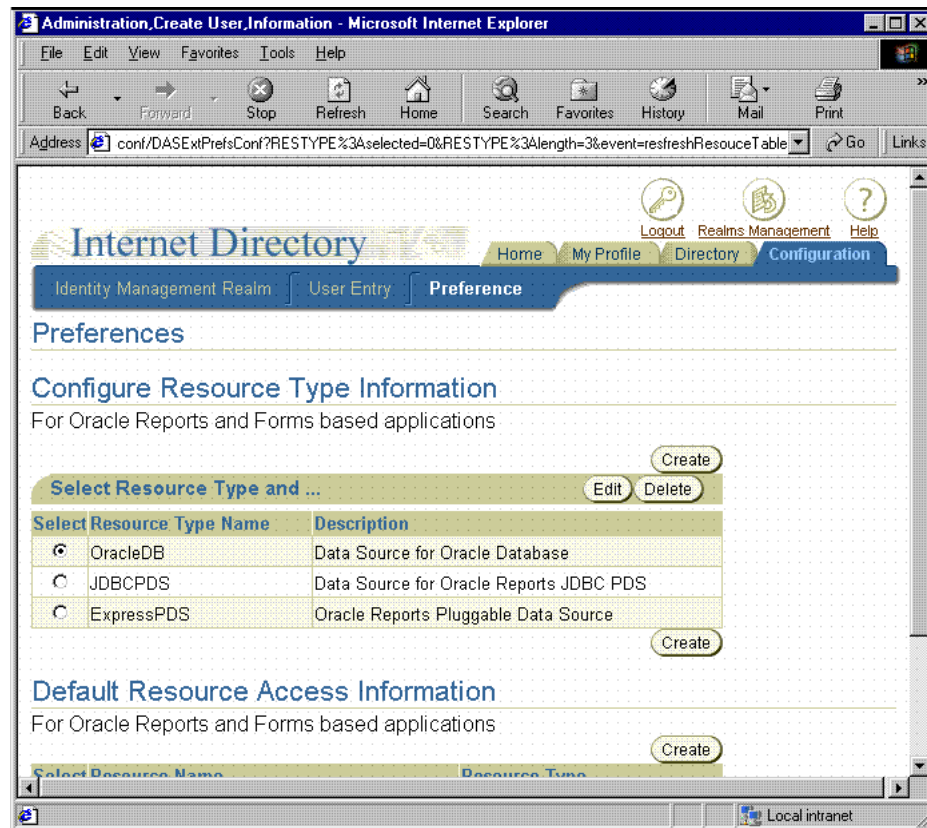 Administration,Create User,Information - Microsoft Internet Explorer
File Edit View Favorites Tools Help
Back Forward Stop Refresh Home Search Favorites History Mail Print »
Address conf/DASExtPrefsConf?RESTYPE%3Aselected=0&RESTYPE%3Alength=3&event=resfreshResouceTable Go Links
Internet Directory
Logout Realms Management Help
Home My Profile Directory Configuration
Identity Management Realm User Entry Preference
Preferences
Configure Resource Type Information
For Oracle Reports and Forms based applications
Create
Select Resource Type and ... Edit Delete
Select Resource Type Name Description
OracleDB Data Source for Oracle Database
JDBCPDS Data Source for Oracle Reports JDBC PDS
ExpressPDS Oracle Reports Pluggable Data Source
Create
Default Resource Access Information
For Oracle Reports and Forms based applications
Create
Select Resource Name Resource Type
Local intranet